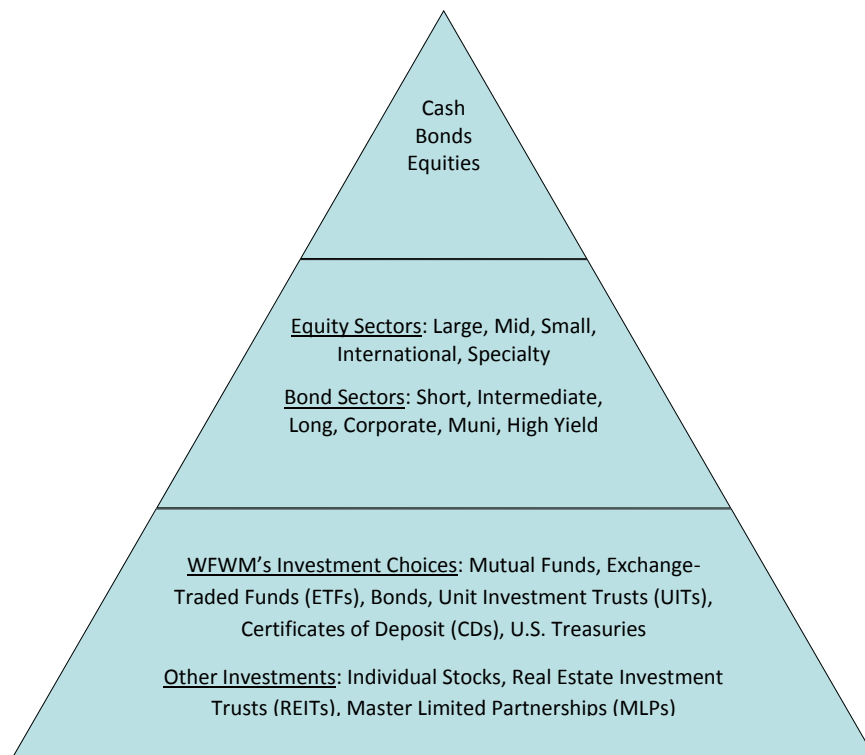 Cash
Bonds
Equities
Equity Sectors: Large, Mid, Small,
International, Specialty
Bond Sectors: Short, Intermediate,
Long, Corporate, Muni, High Yield
WFWM’s Investment Choices: Mutual Funds, Exchange-
Traded Funds (ETFs), Bonds, Unit Investment Trusts (UITs),
Certificates of Deposit (CDs), U.S. Treasuries
Other Investments: Individual Stocks, Real Estate Investment
Trusts (REITs), Master Limited Partnerships (MLPs)